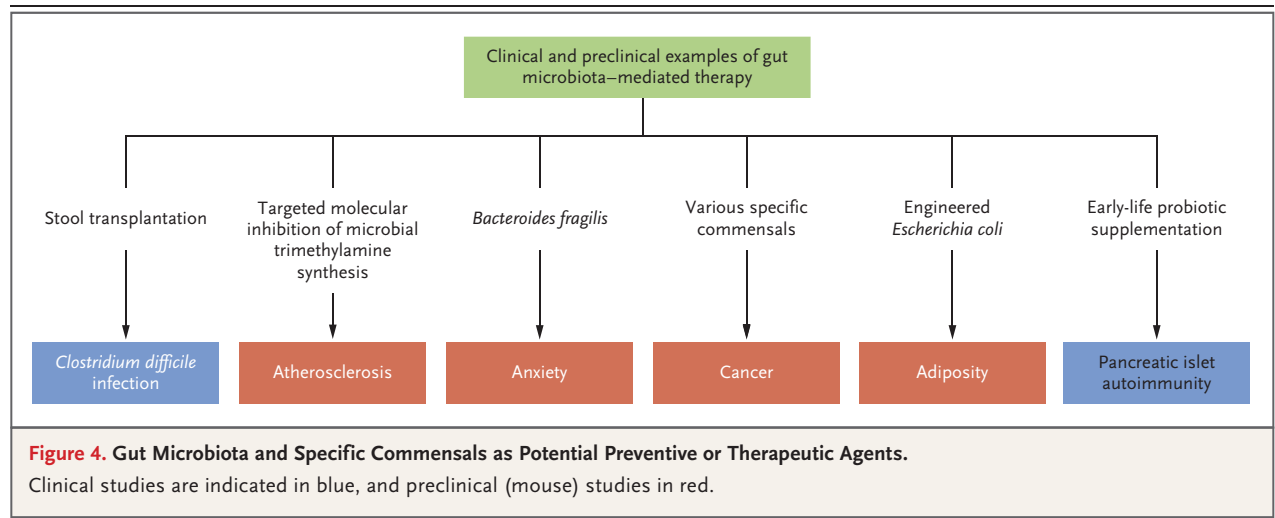 Clinical and preclinical examples of gut
microbiota–mediated therapy
Stool transplantation
Targeted molecular
inhibition of microbial
trimethylamine
synthesis
Bacteroides fragilis
Various specific
commensals
Engineered
Escherichia coli
Early-life probiotic
supplementation
Clostridium difficile
infection
Atherosclerosis
Anxiety
Cancer
Adiposity
Pancreatic islet
autoimmunity
Figure 4. Gut Microbiota and Specific Commensals as Potential Preventive or Therapeutic Agents.
Clinical studies are indicated in blue, and preclinical (mouse) studies in red.